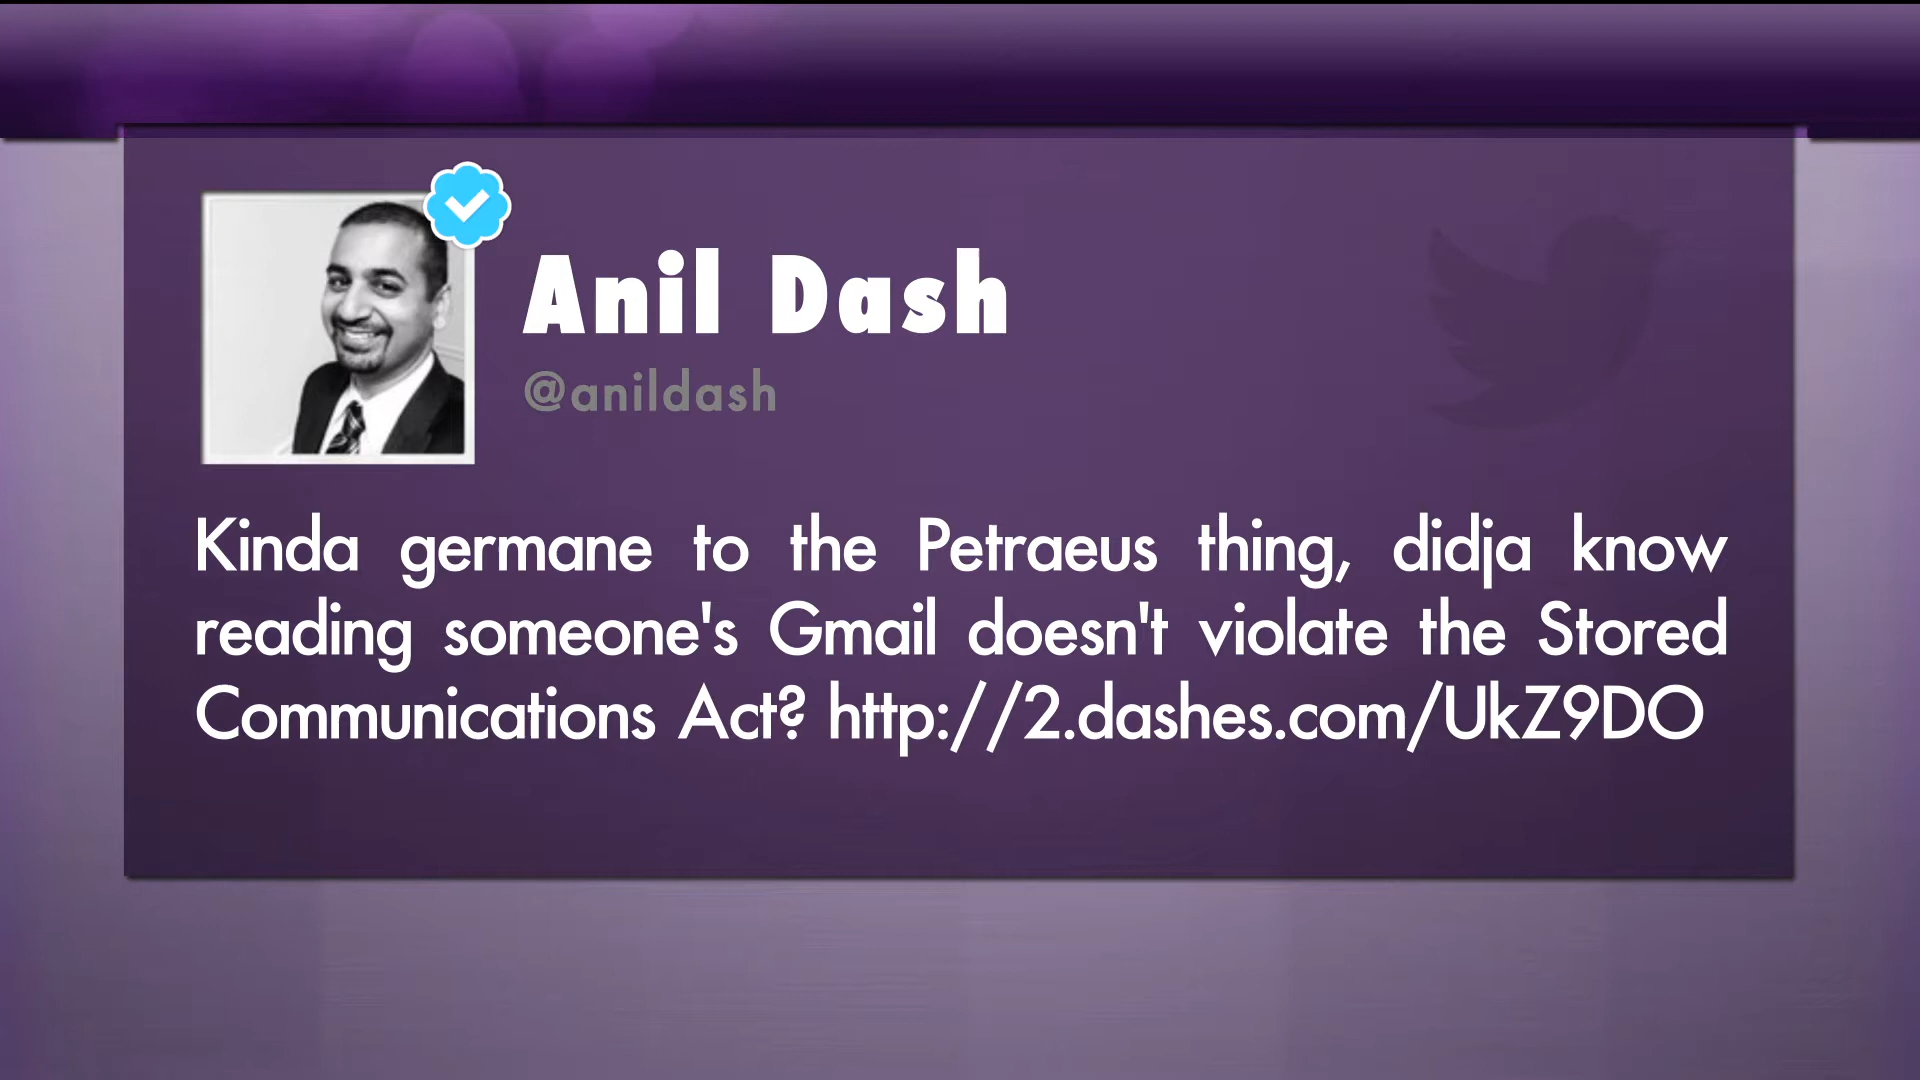 Anil Dash
@anildash
Kinda germane to the Petraeus thing, didja know
reading someone's Gmail doesn't violate the Stored
Communications Act? http://2.dashes.com/UkZ9DO